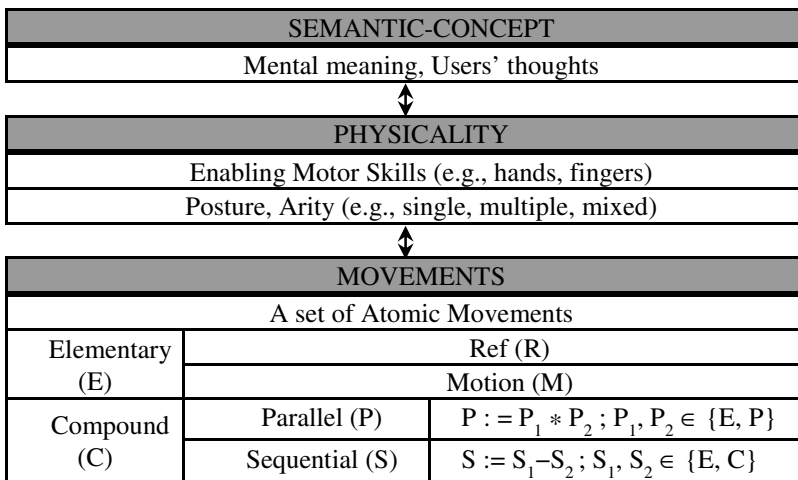 SEMANTIC-CONCEPT
Mental meaning, Users’ thoughts
PHYSICALITY
Enabling Motor Skills (e.g., hands, fingers)
Posture, Arity (e.g., single, multiple, mixed)
MOVEMENTS
A set of Atomic Movements
Elementary
(E)
Ref (R)
Motion (M)
Compound
(C)
Parallel (P)
P : = P₁ * P₂ ; P₁, P₂ ∈ {E, P}
Sequential (S)
S := S₁–S₂ ; S₁, S₂ ∈ {E, C}